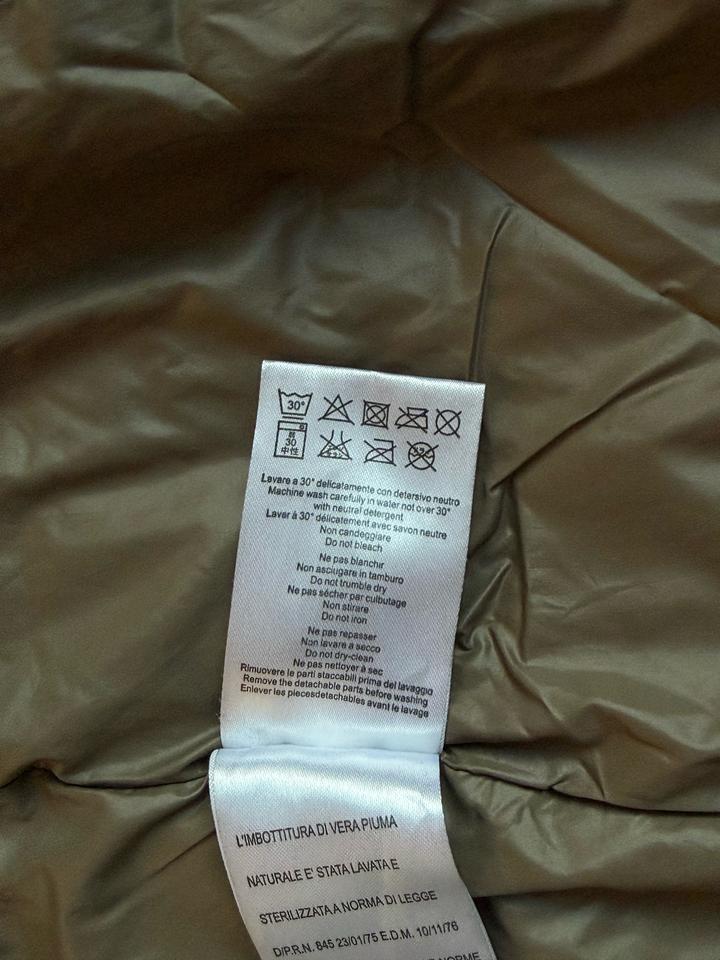 30°
弱
30
中性
Lavare a 30° delicatamente con detersivo neutro
Machine wash carefully in water not over 30°
with neutral detergent
Laver à 30° délicatement avec savon neutre
Non candeggiare
Do not bleach
Ne pas blanchir
Non asciugare in tamburo
Do not trumble dry
Ne pas sécher par culbutage
Non stirare
Do not iron
Ne pas repasser
Non lavare a secco
Do not dry-clean
Ne pas nettoyer à sec
Rimuovere le parti staccabili prima del lavaggio
Remove the detachable parts before washing
Enlever les piecesdetachables avant le lavage
L'IMBOTTITURA DI VERA PIUMA
NATURALE E' STATA LAVATA E
STERILIZZATA A NORMA DI LEGGE
D/P.R.N. 845 23/01/75 E.D.M. 10/11/76
NORME